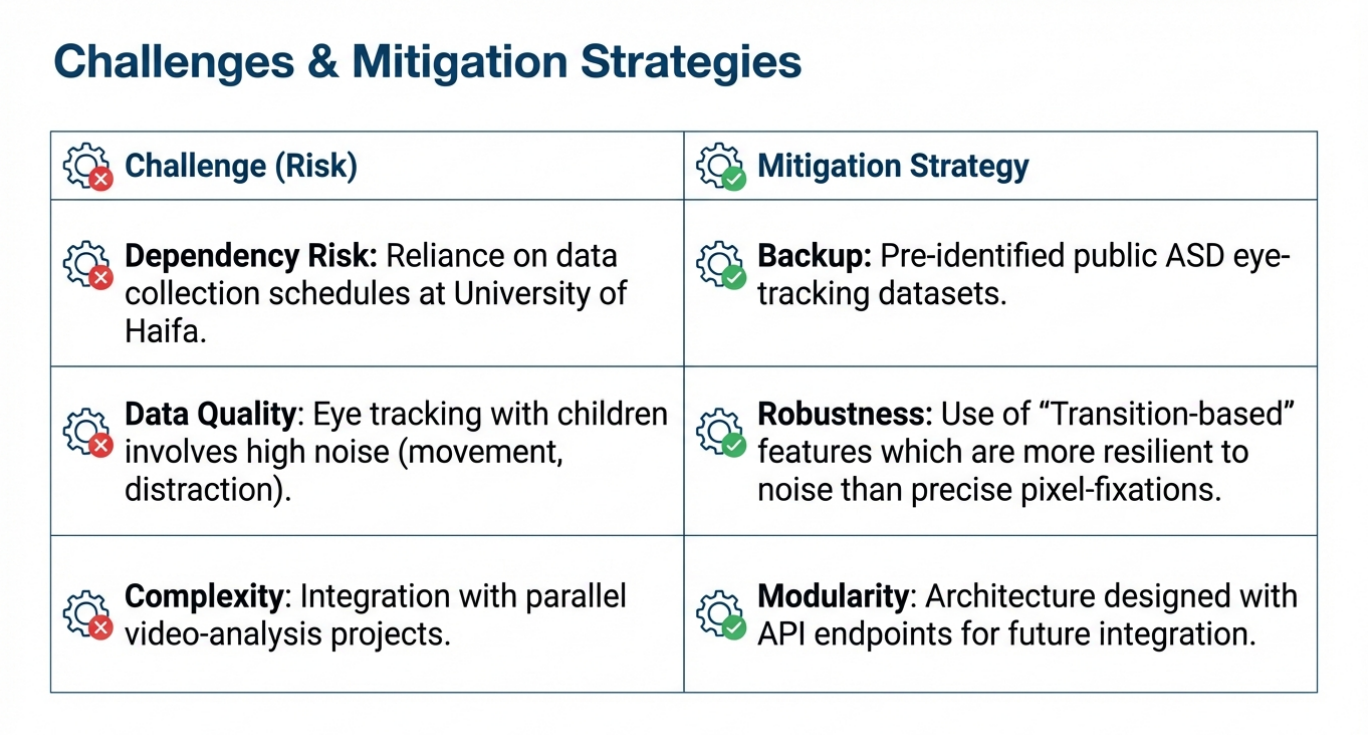 Challenges & Mitigation Strategies
Challenge (Risk)
Mitigation Strategy
Dependency Risk: Reliance on data
collection schedules at University of
Haifa.
Backup: Pre-identified public ASD eye-
tracking datasets.
Data Quality: Eye tracking with children
involves high noise (movement,
distraction).
Robustness: Use of “Transition-based”
features which are more resilient to
noise than precise pixel-fixations.
Complexity: Integration with parallel
video-analysis projects.
Modularity: Architecture designed with
API endpoints for future integration.